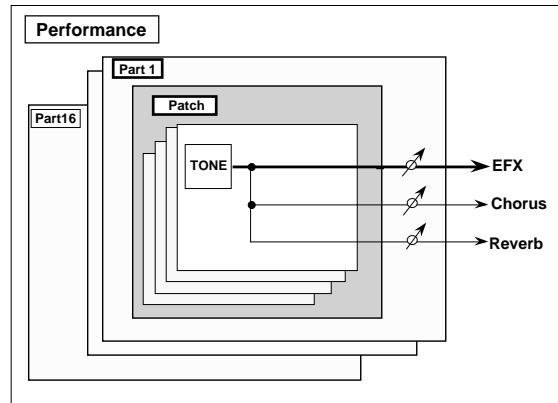 Performance
Part 1
Patch
Part16
TONE
EFX
Chorus
Reverb